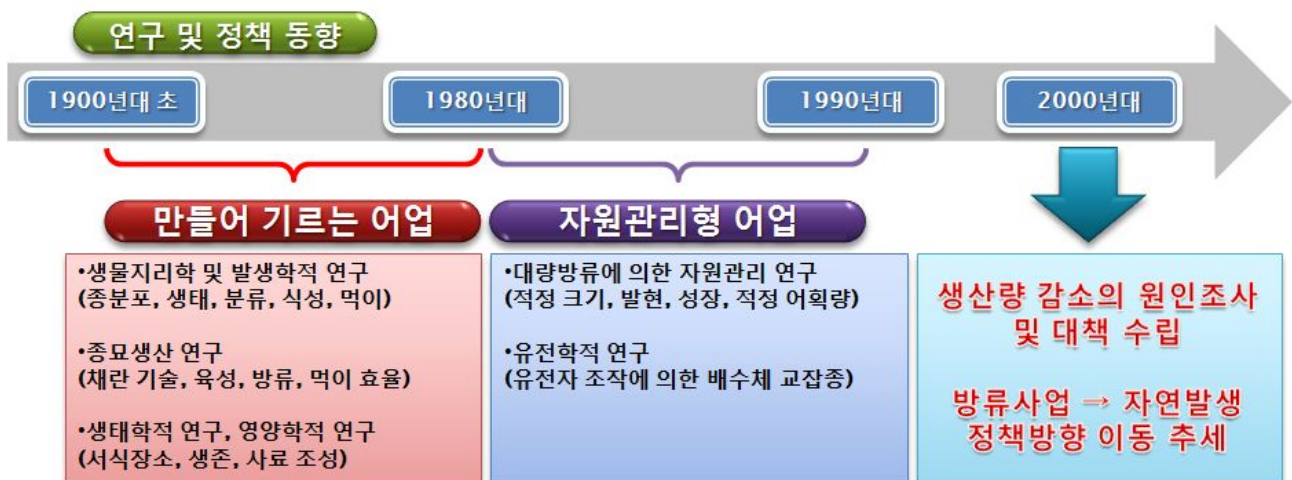 연구 및 정책 동향
1900년대 초
1980년대
1990년대
2000년대
만들어 기르는 어업
•생물지리학 및 발생학적 연구
(종분포, 생태, 분류, 식성, 먹이)
•종묘생산 연구
(채란 기술, 육성, 방류, 먹이 효율)
•생태학적 연구, 영양학적 연구
(서식장소, 생존, 사료 조성)
자원관리형 어업
•대량방류에 의한 자원관리 연구
(적정 크기, 발현, 성장, 적정 어획량)
•유전학적 연구
(유전자 조작에 의한 배수체 교잡종)
생산량 감소의 원인조사
및 대책 수립
방류사업 → 자연발생
정책방향 이동 추세